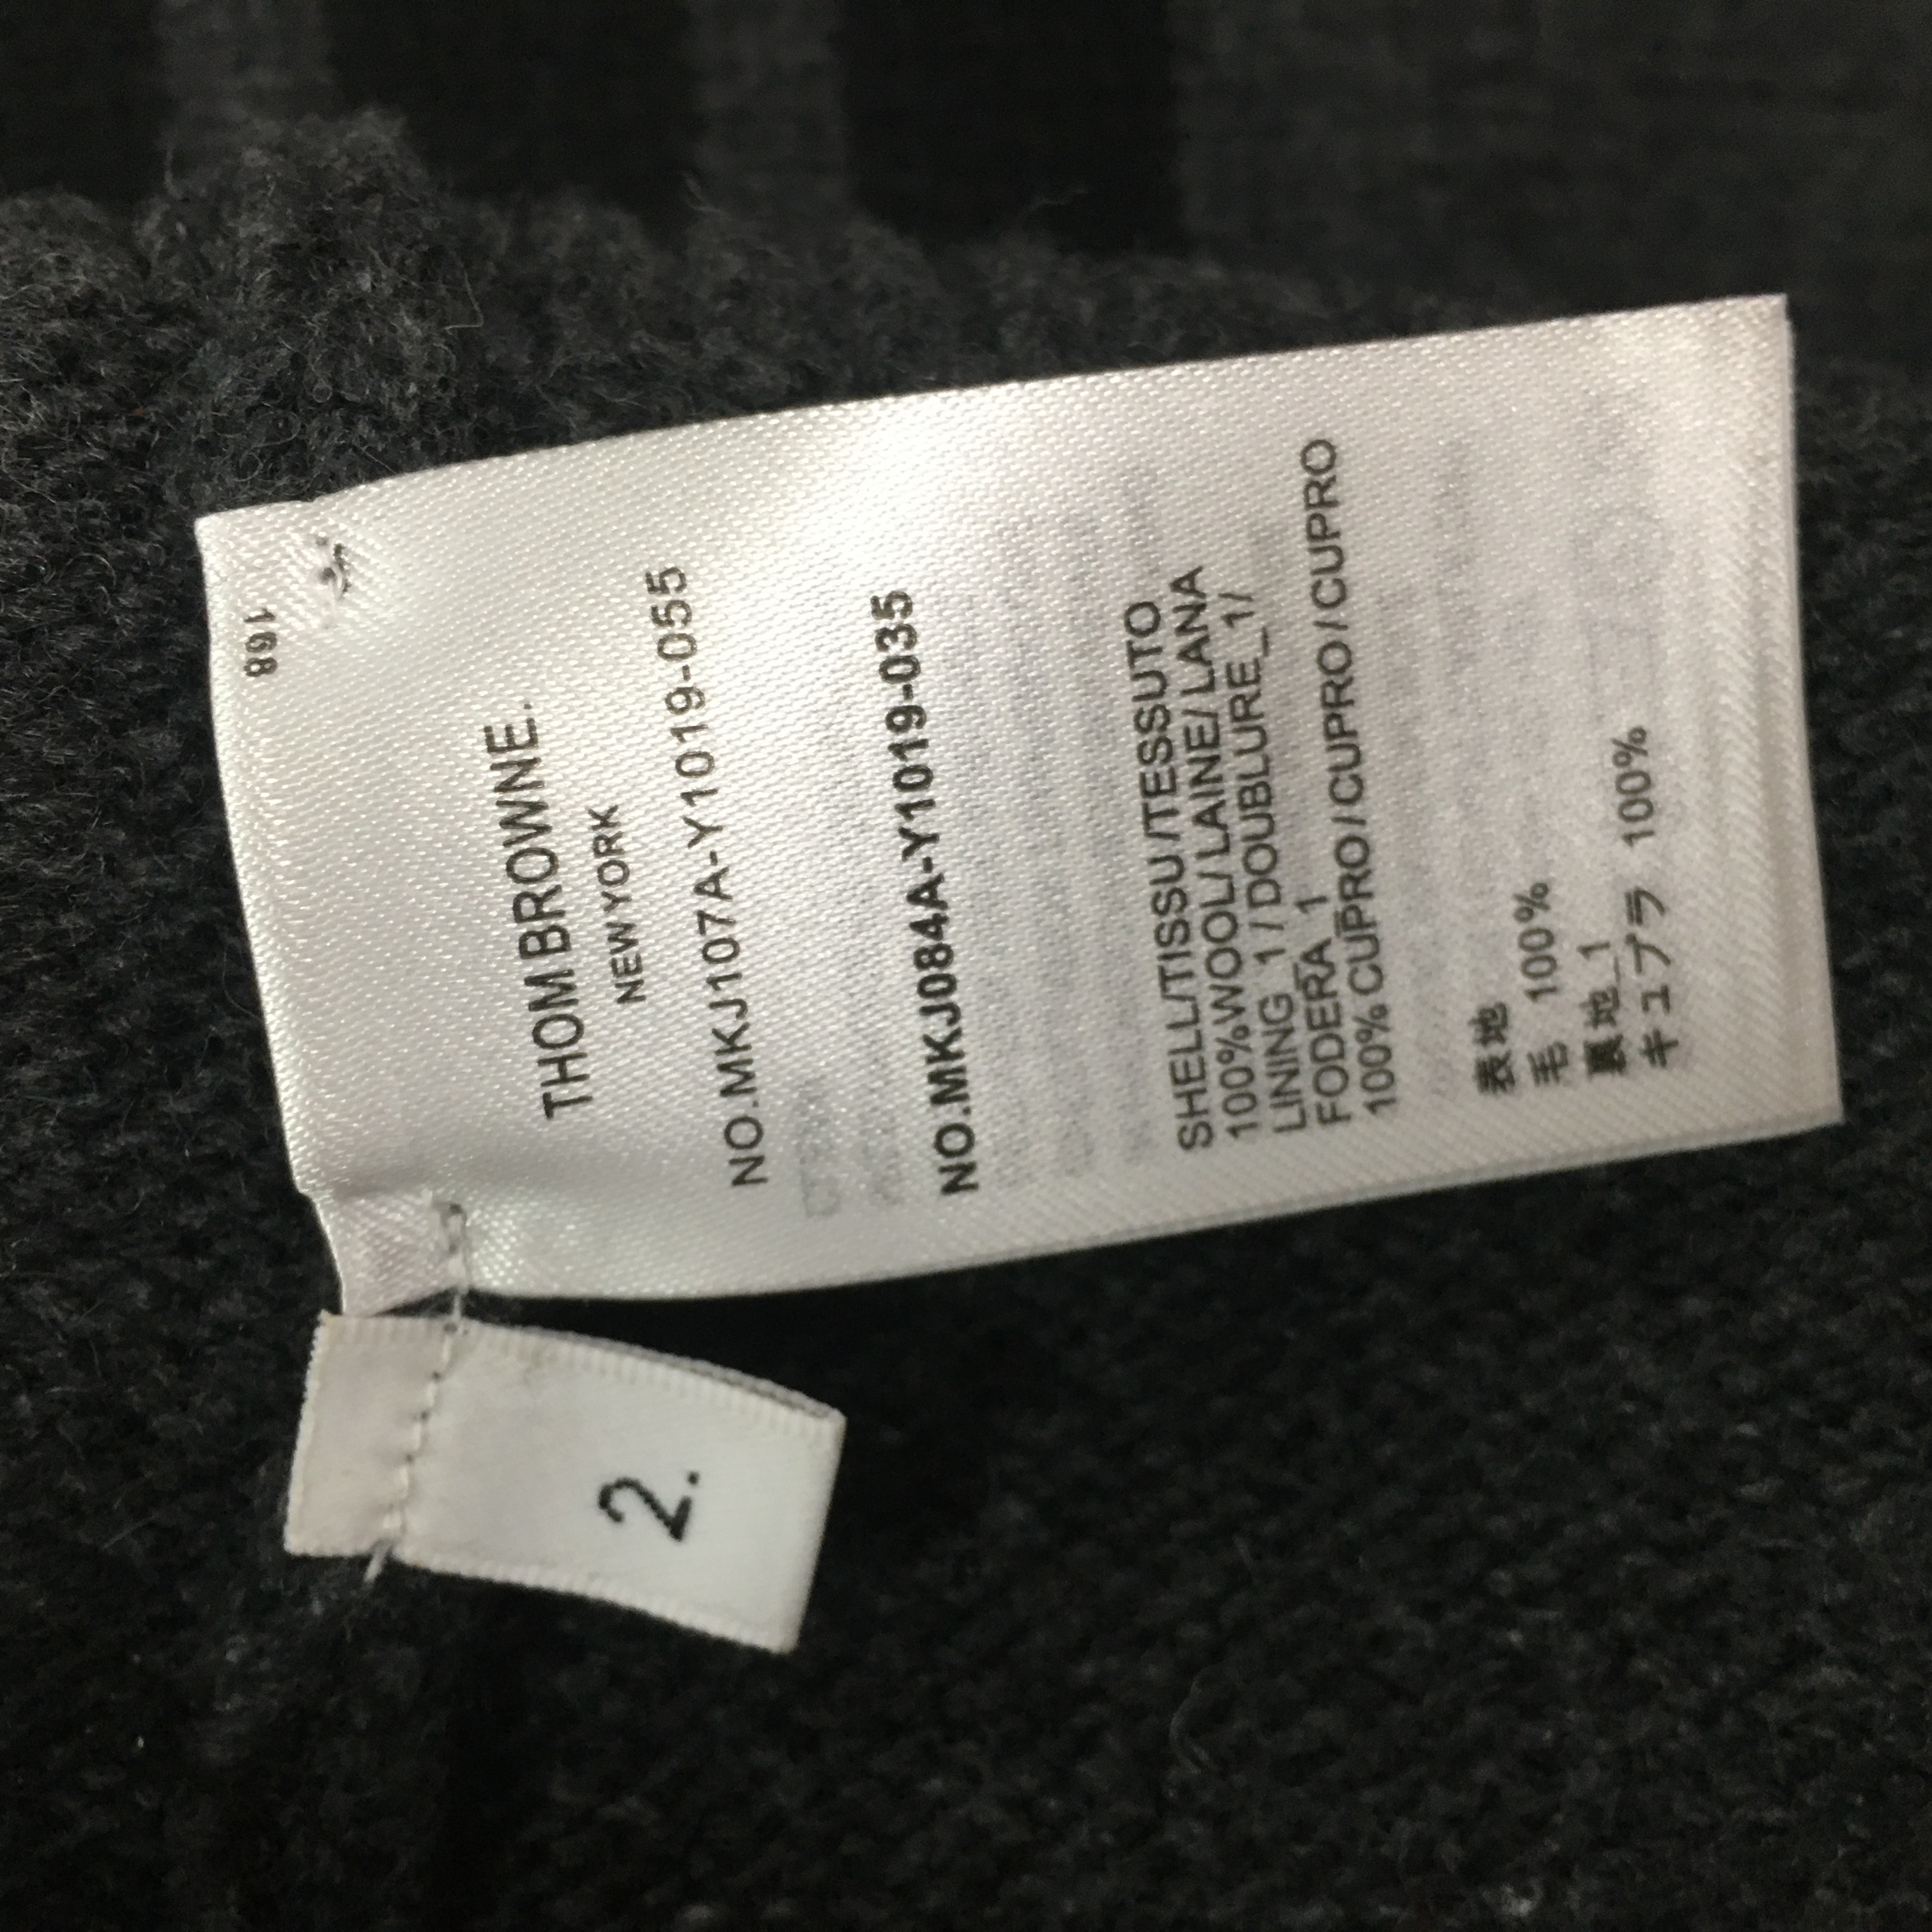 168
THOM BROWNE.
NEW YORK
NO.MKJ107A-Y1019-055
NO.MKJ084A-Y1019-035
SHELL/TISSU/TESSUTO
100%WOOL/LAINE/LANA
LINING_1/DOUBLURE_1/
FODERA_1
100%CUPRO/CUPRO/CUPRO
表地
毛 100%
裏地_1
キュプラ 100%
2.